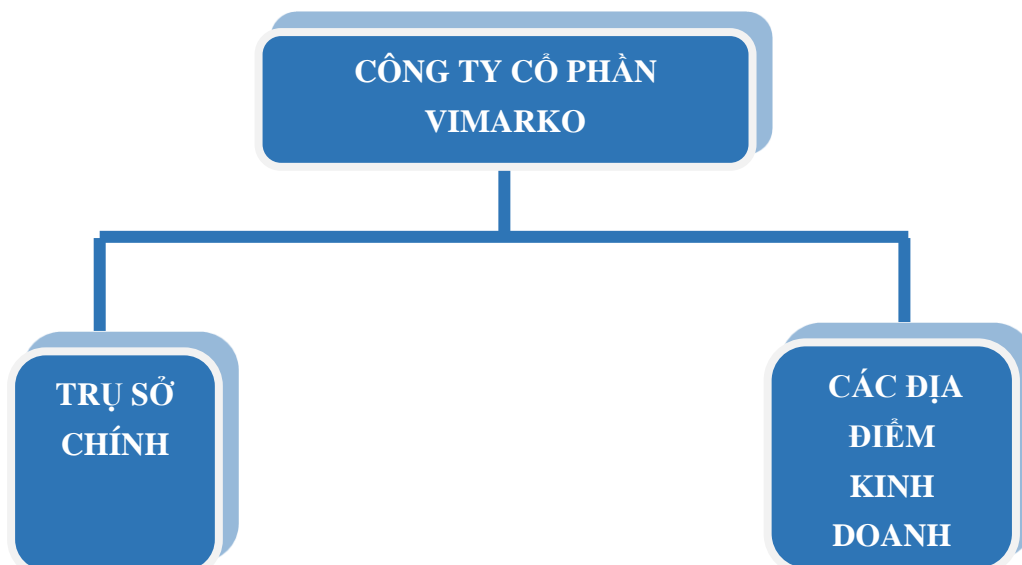 CÔNG TY CỔ PHẦN
VIMARKO
TRỤ SỞ
CHÍNH
CÁC ĐỊA
ĐIỂM
KINH
DOANH